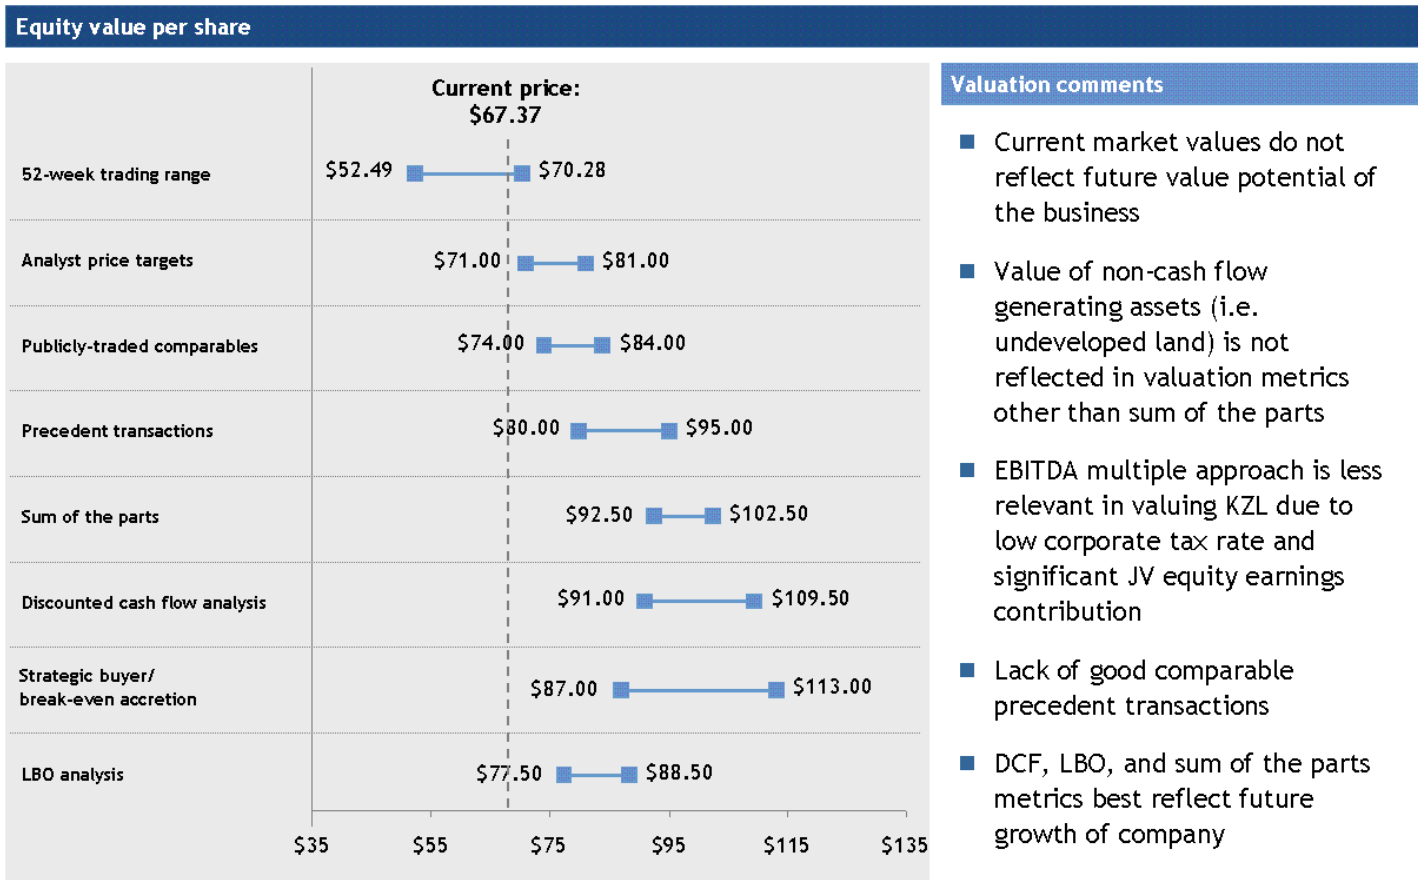 Equity value per share
Current price:
$67.37
52-week trading range
$52.49
$70.28
Analyst price targets
$71.00
$81.00
Publicly-traded comparables
$74.00
$84.00
Precedent transactions
$80.00
$95.00
Sum of the parts
$92.50
$102.50
Discounted cash flow analysis
$91.00
$109.50
Strategic buyer/
break-even accretion
$87.00
$113.00
LBO analysis
$77.50
$88.50
$35
$55
$75
$95
$115
$135
Valuation comments
Current market values do not
reflect future value potential of
the business
Value of non-cash flow
generating assets (i.e.
undeveloped land) is not
reflected in valuation metrics
other than sum of the parts
EBITDA multiple approach is less
relevant in valuing KZL due to
low corporate tax rate and
significant JV equity earnings
contribution
Lack of good comparable
precedent transactions
DCF, LBO, and sum of the parts
metrics best reflect future
growth of company